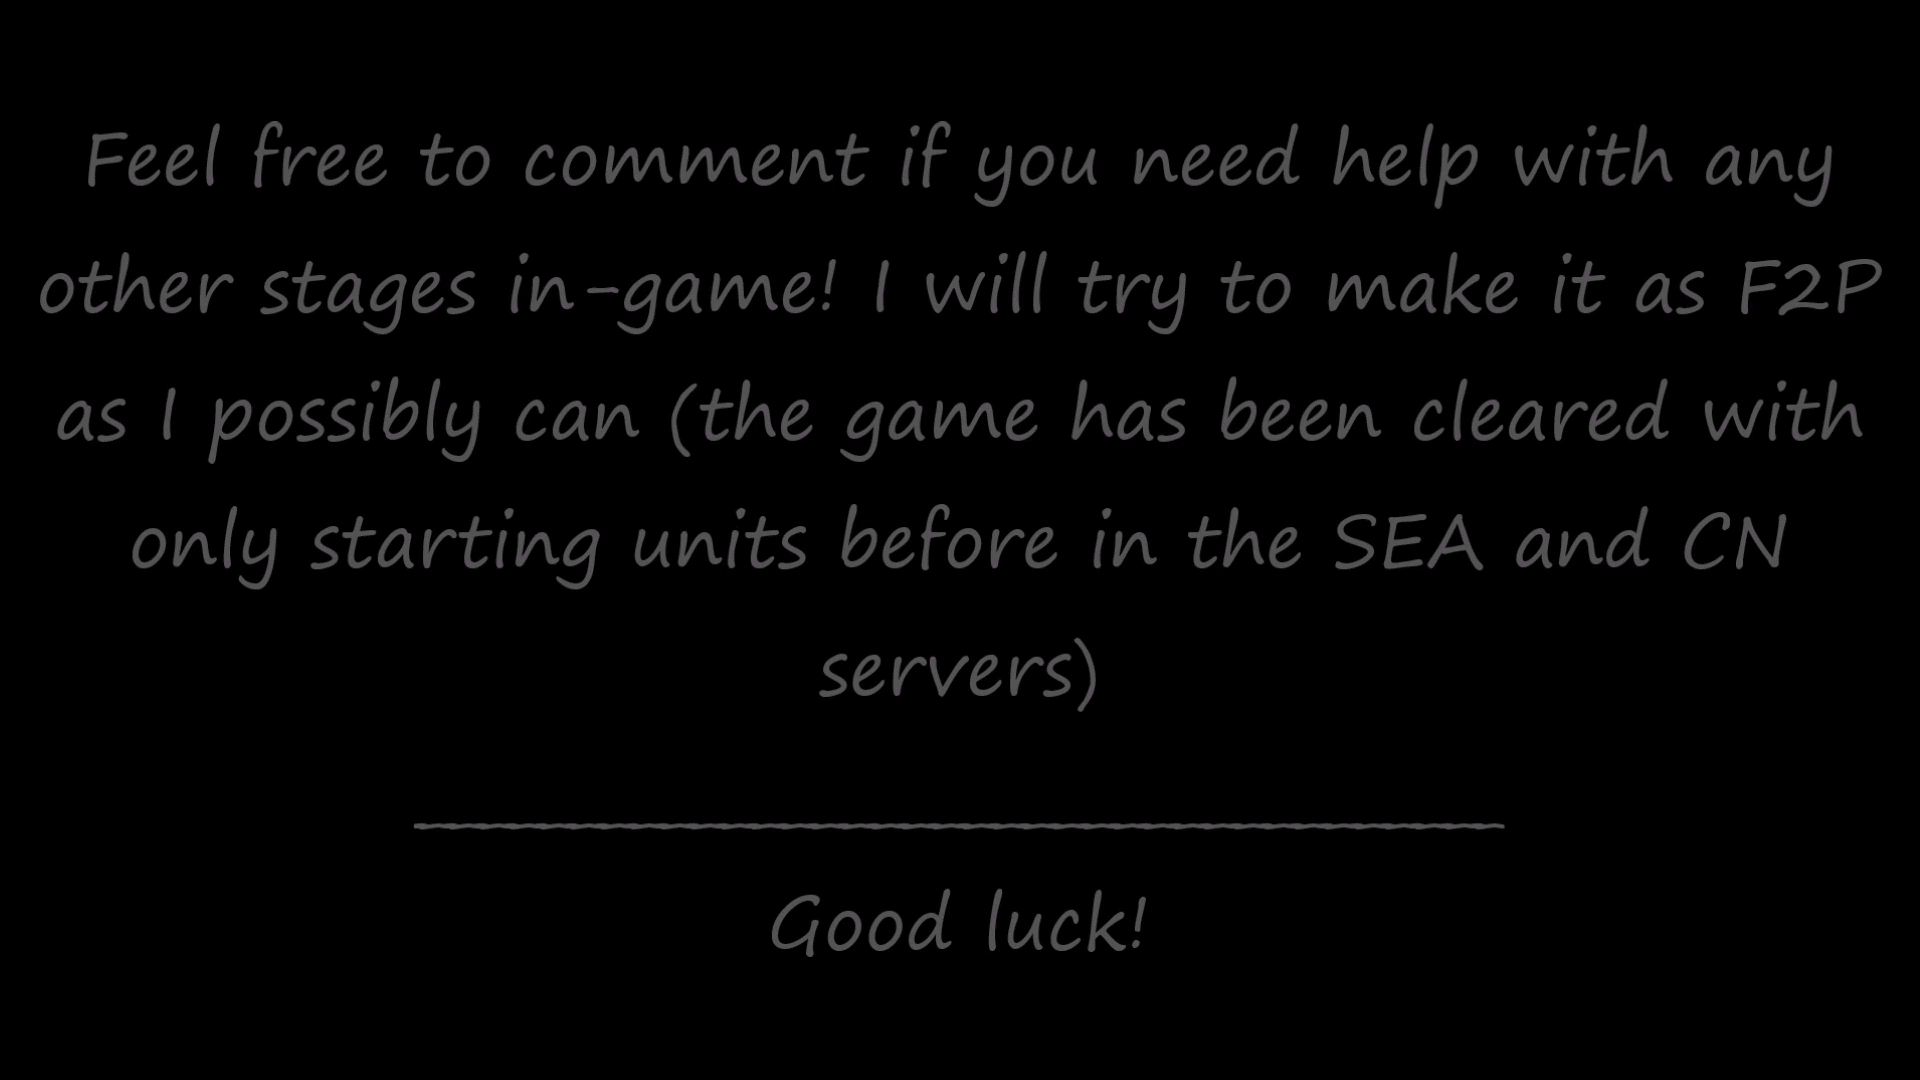 Feel free to comment if you need help with any
other stages in-game! I will try to make it as F2P
as I possibly can (the game has been cleared with
only starting units before in the SEA and CN
servers)
Good luck!